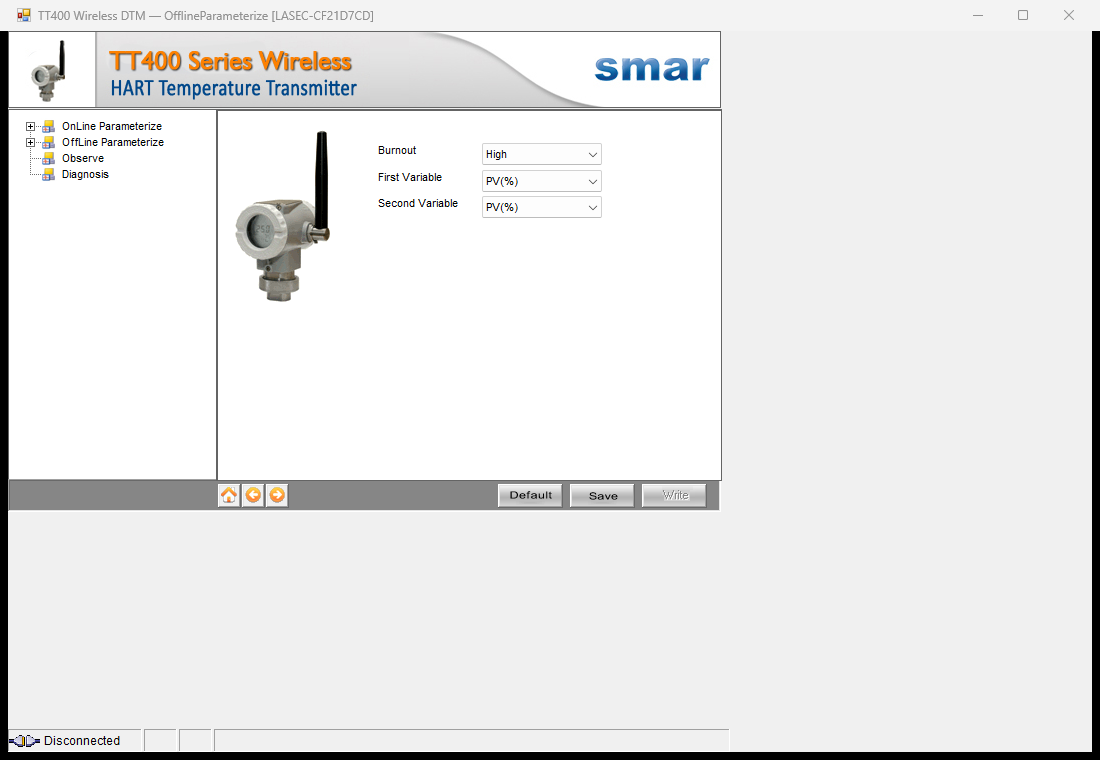 TT400 Wireless DTM — OfflineParameterize [LASEC-CF21D7CD]
TT400 Series Wireless
HART Temperature Transmitter
smar
OnLine Parameterize
OffLine Parameterize
Observe
Diagnosis
Burnout High
First Variable PV(%)
Second Variable PV(%)
Default Save Write
Disconnected